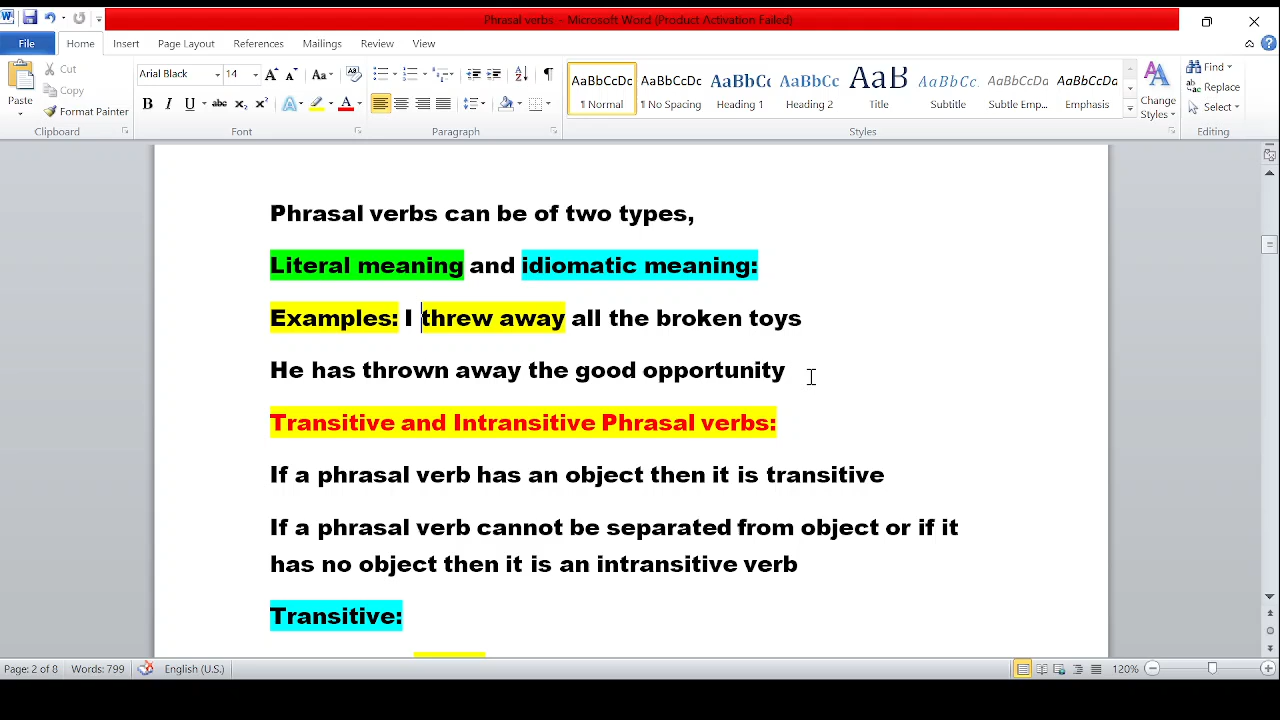 Phrasal verbs - Microsoft Word (Product Activation Failed)
File Home Insert Page Layout References Mailings Review View
Paste
Cut
Copy
Format Painter
Clipboard
Arial Black 14
Font
Paragraph
AaBbCcDc AaBbCcDc AaBbC AaBbCc AaB AaBbCc. AaBbCcDc AaBbCcDc
¶ Normal ¶ No Spacing Heading 1 Heading 2 Title Subtitle Subtle Em... Emphasis
Change Styles
Styles
Find
Replace
Select
Editing
Phrasal verbs can be of two types,
Literal meaning and idiomatic meaning:
Examples: I threw away all the broken toys
He has thrown away the good opportunity
Transitive and Intransitive Phrasal verbs:
If a phrasal verb has an object then it is transitive
If a phrasal verb cannot be separated from object or if it
has no object then it is an intransitive verb
Transitive:
Page: 2 of 8 Words: 799 English (U.S.) 120%